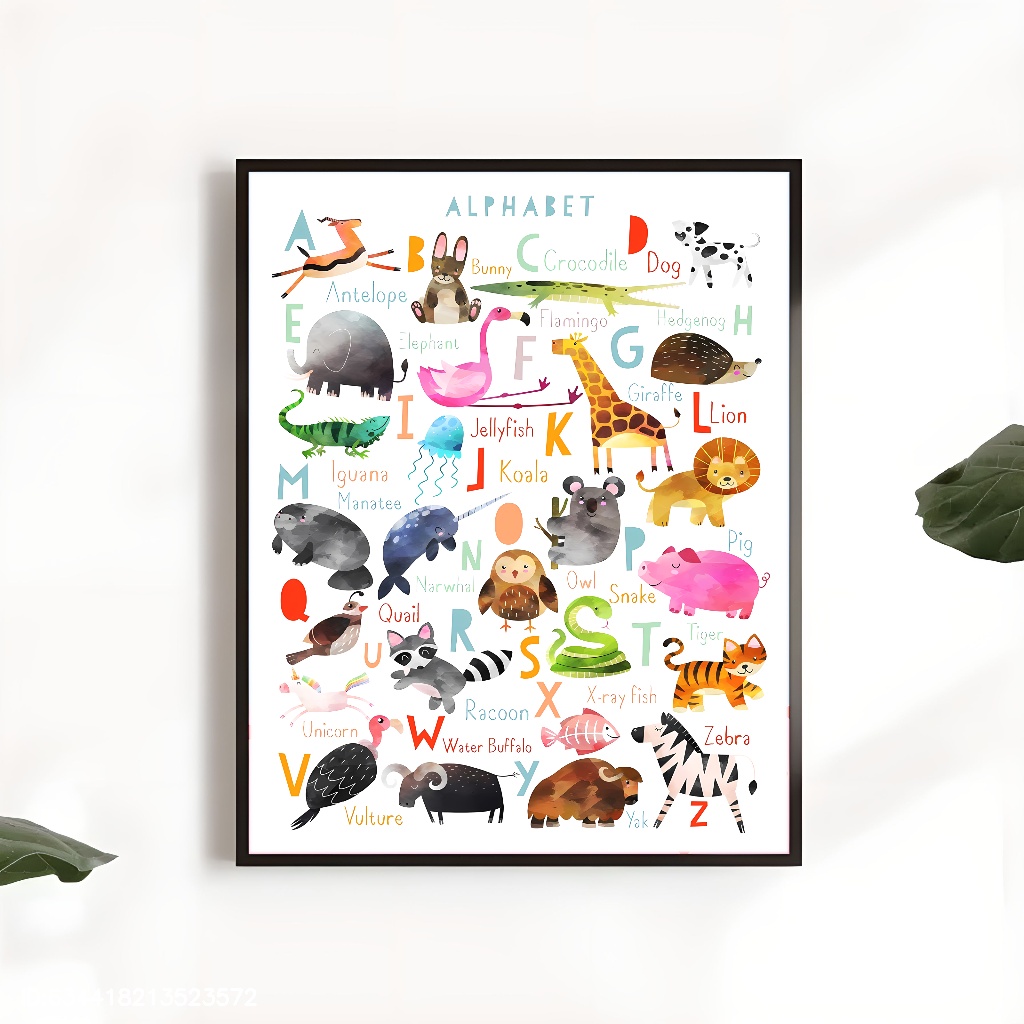 ALPHABET
A
Antelope
B
Bunny
C
Crocodile
D
Dog
E
Elephant
F
Flamingo
G
Giraffe
Hedgenog
H
I
Iguana
J
Jellyfish
K
Koala
L
Lion
M
Manatee
N
Narwhal
O
Owl
P
Pig
Q
Quail
R
Racoon
S
Snake
T
Tiger
U
Unicorn
V
Vulture
W
Water Buffalo
X
X-ray fish
Y
Yak
Zebra
Z
18213523572